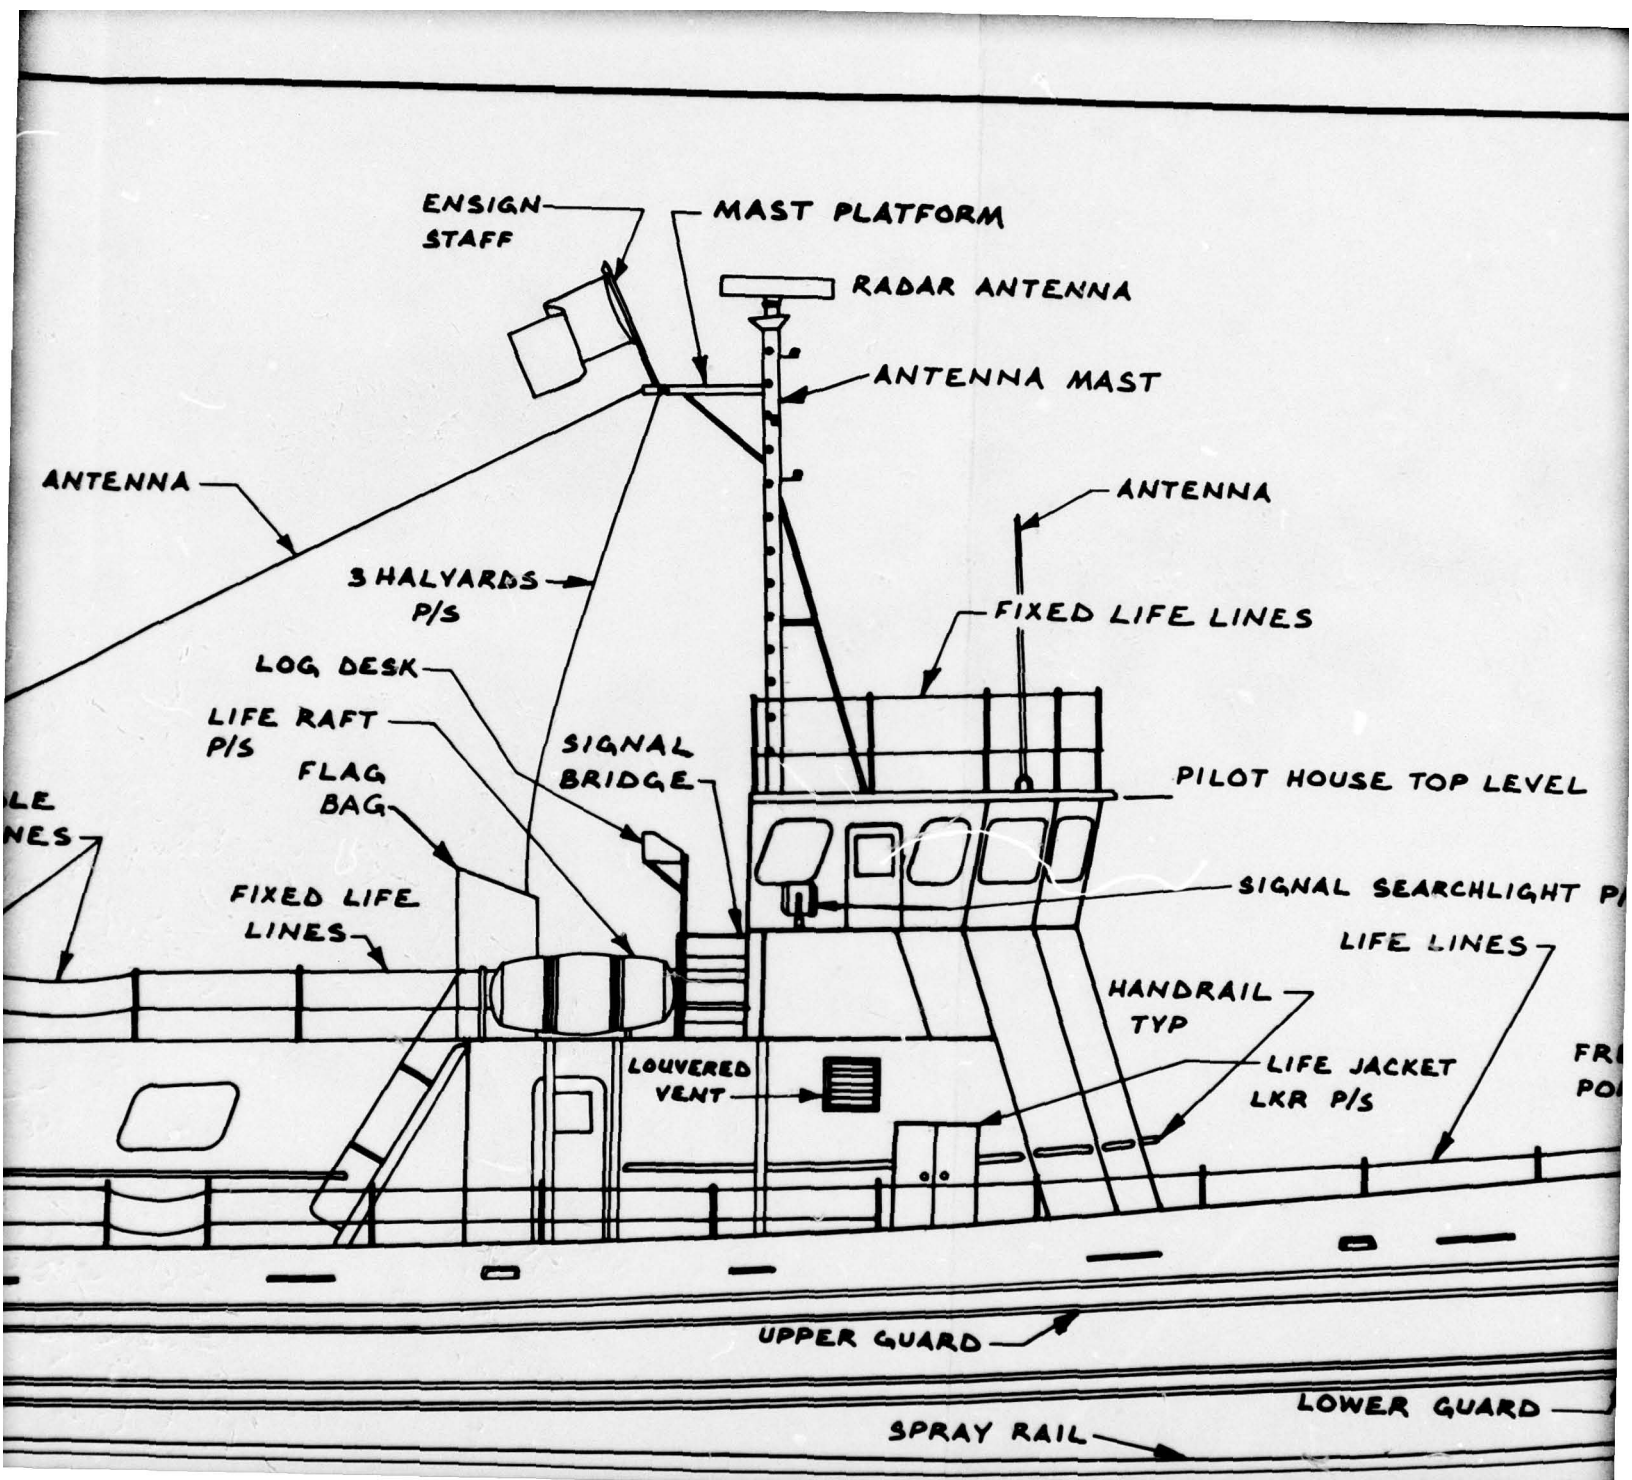 ENSIGN
STAFF
MAST PLATFORM
RADAR ANTENNA
ANTENNA MAST
ANTENNA
ANTENNA
3 HALYARDS
P/S
FIXED LIFE LINES
LOG DESK
LIFE RAFT
P/S
SIGNAL
BRIDGE
FLAG
BAG
PILOT HOUSE TOP LEVEL
FIXED LIFE
LINES
SIGNAL SEARCHLIGHT
LIFE LINES
HANDRAIL
TYP
LOUVERED
VENT
LIFE JACKET
LKR P/S
UPPER GUARD
LOWER GUARD
SPRAY RAIL